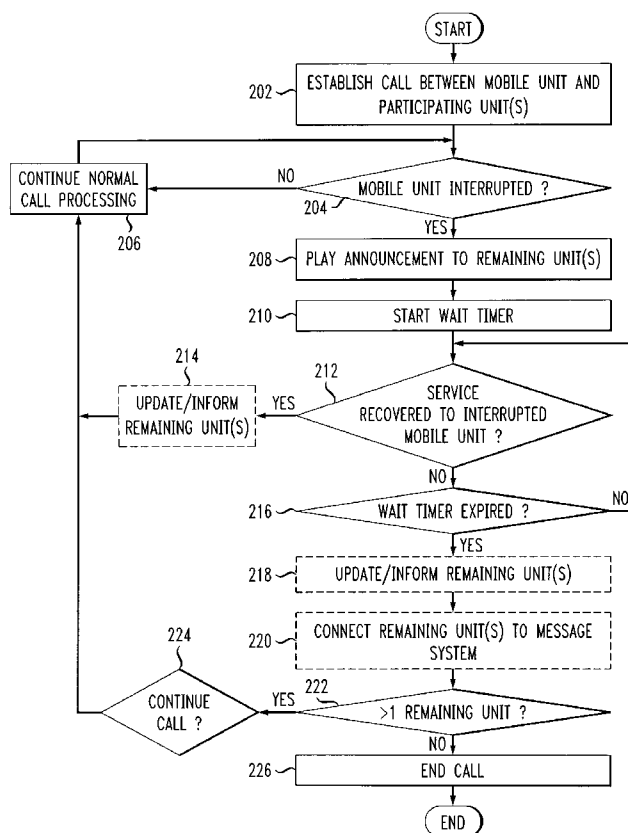 START
202
ESTABLISH CALL BETWEEN MOBILE UNIT AND
PARTICIPATING UNIT(S)
CONTINUE NORMAL
CALL PROCESSING
206
NO
MOBILE UNIT INTERRUPTED ?
204
YES
208
PLAY ANNOUNCEMENT TO REMAINING UNIT(S)
210
START WAIT TIMER
214
UPDATE/INFORM
REMAINING UNIT(S)
YES
212
SERVICE
RECOVERED TO INTERRUPTED
MOBILE UNIT ?
NO
216
WAIT TIMER EXPIRED ?
NO
YES
218
UPDATE/INFORM REMAINING UNIT(S)
220
CONNECT REMAINING UNIT(S) TO MESSAGE
SYSTEM
224
CONTINUE
CALL ?
YES
222
>1 REMAINING UNIT ?
NO
226
END CALL
END